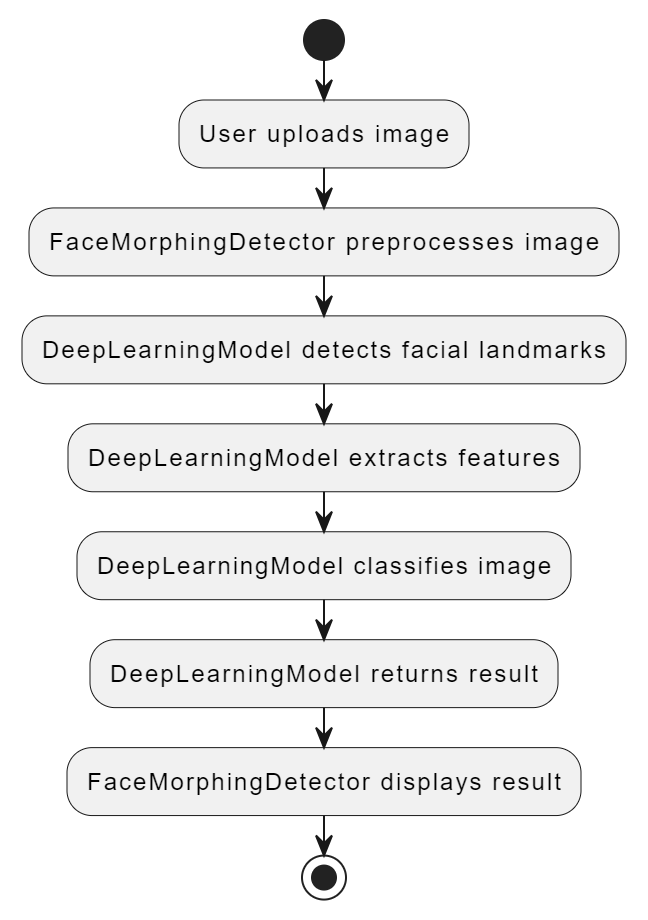 User uploads image
FaceMorphingDetector preprocesses image
DeepLearningModel detects facial landmarks
DeepLearningModel extracts features
DeepLearningModel classifies image
DeepLearningModel returns result
FaceMorphingDetector displays result